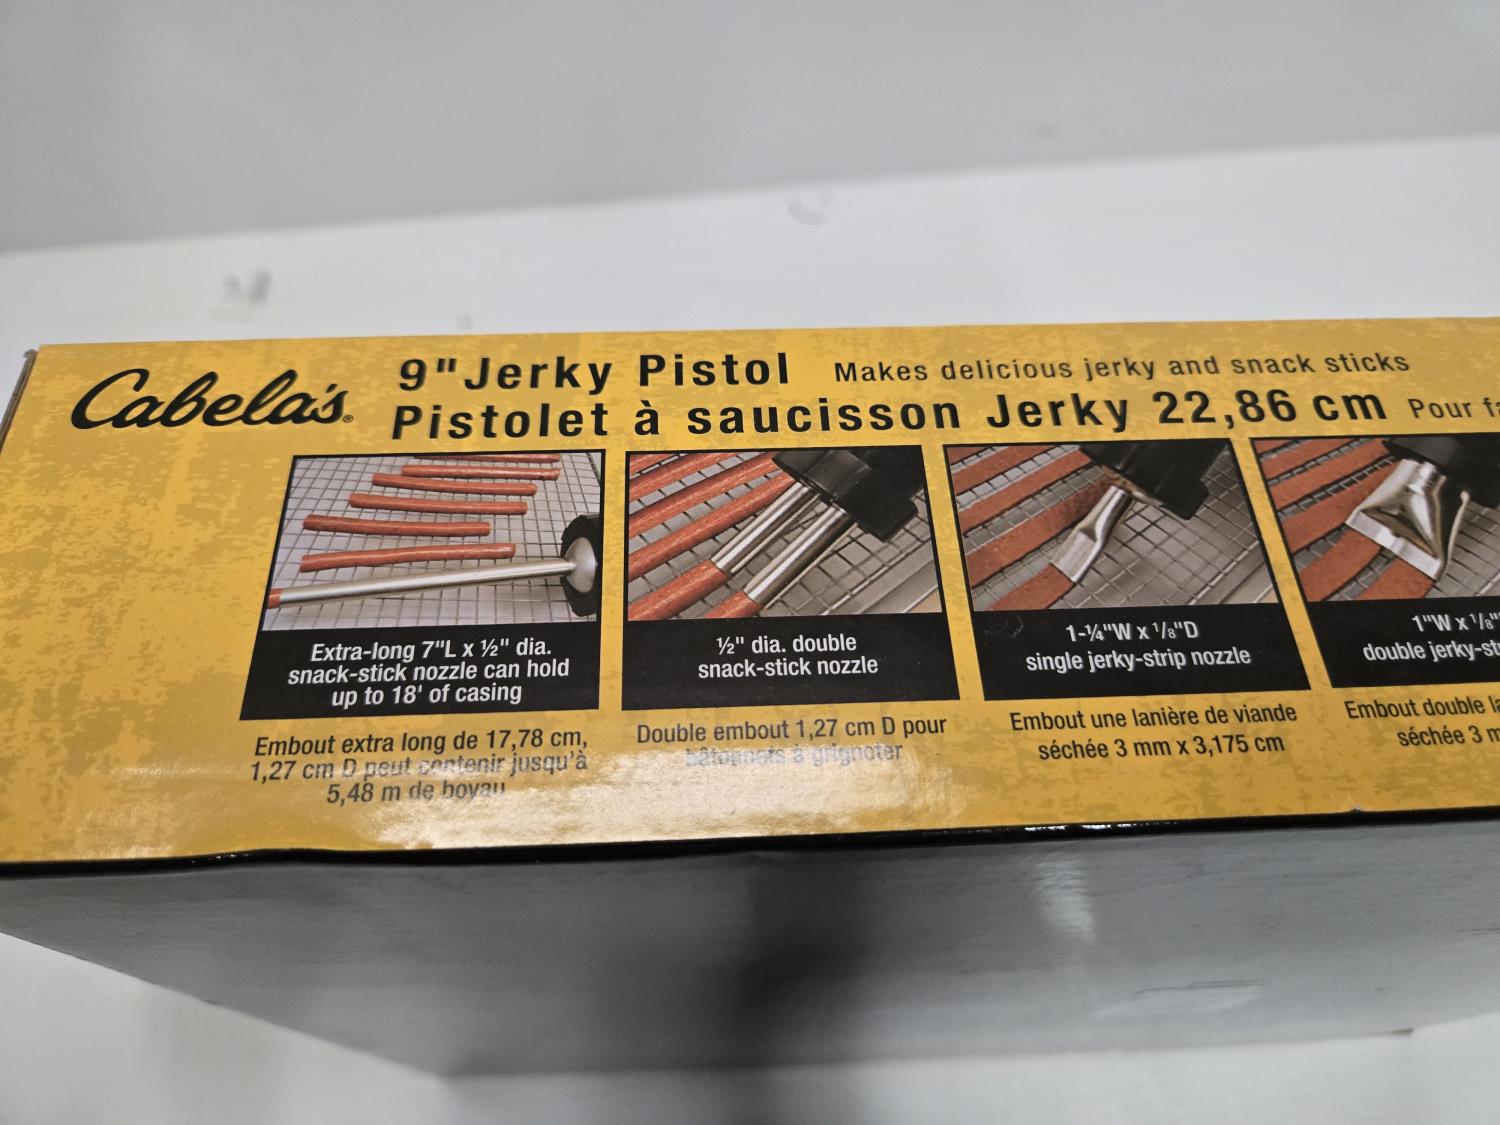 Cabela's®
9" Jerky Pistol Makes delicious jerky and snack sticks
Pistolet à saucisson Jerky 22,86 cm Pour
Extra-long 7"L x ½" dia.
snack-stick nozzle can hold
up to 18' of casing
Embout extra long de 17,78 cm,
1,27 cm D peut contenir jusqu'à
5,48 m de boyau
½" dia. double
snack-stick nozzle
Double embout 1,27 cm D pour
bâtonnets à grignoter
1-¼"W x ⅛"D
single jerky-strip nozzle
Embout une lanière de viande
séchée 3 mm x 3,175 cm
1"W x ⅛"
double
Embout double
séchée 3